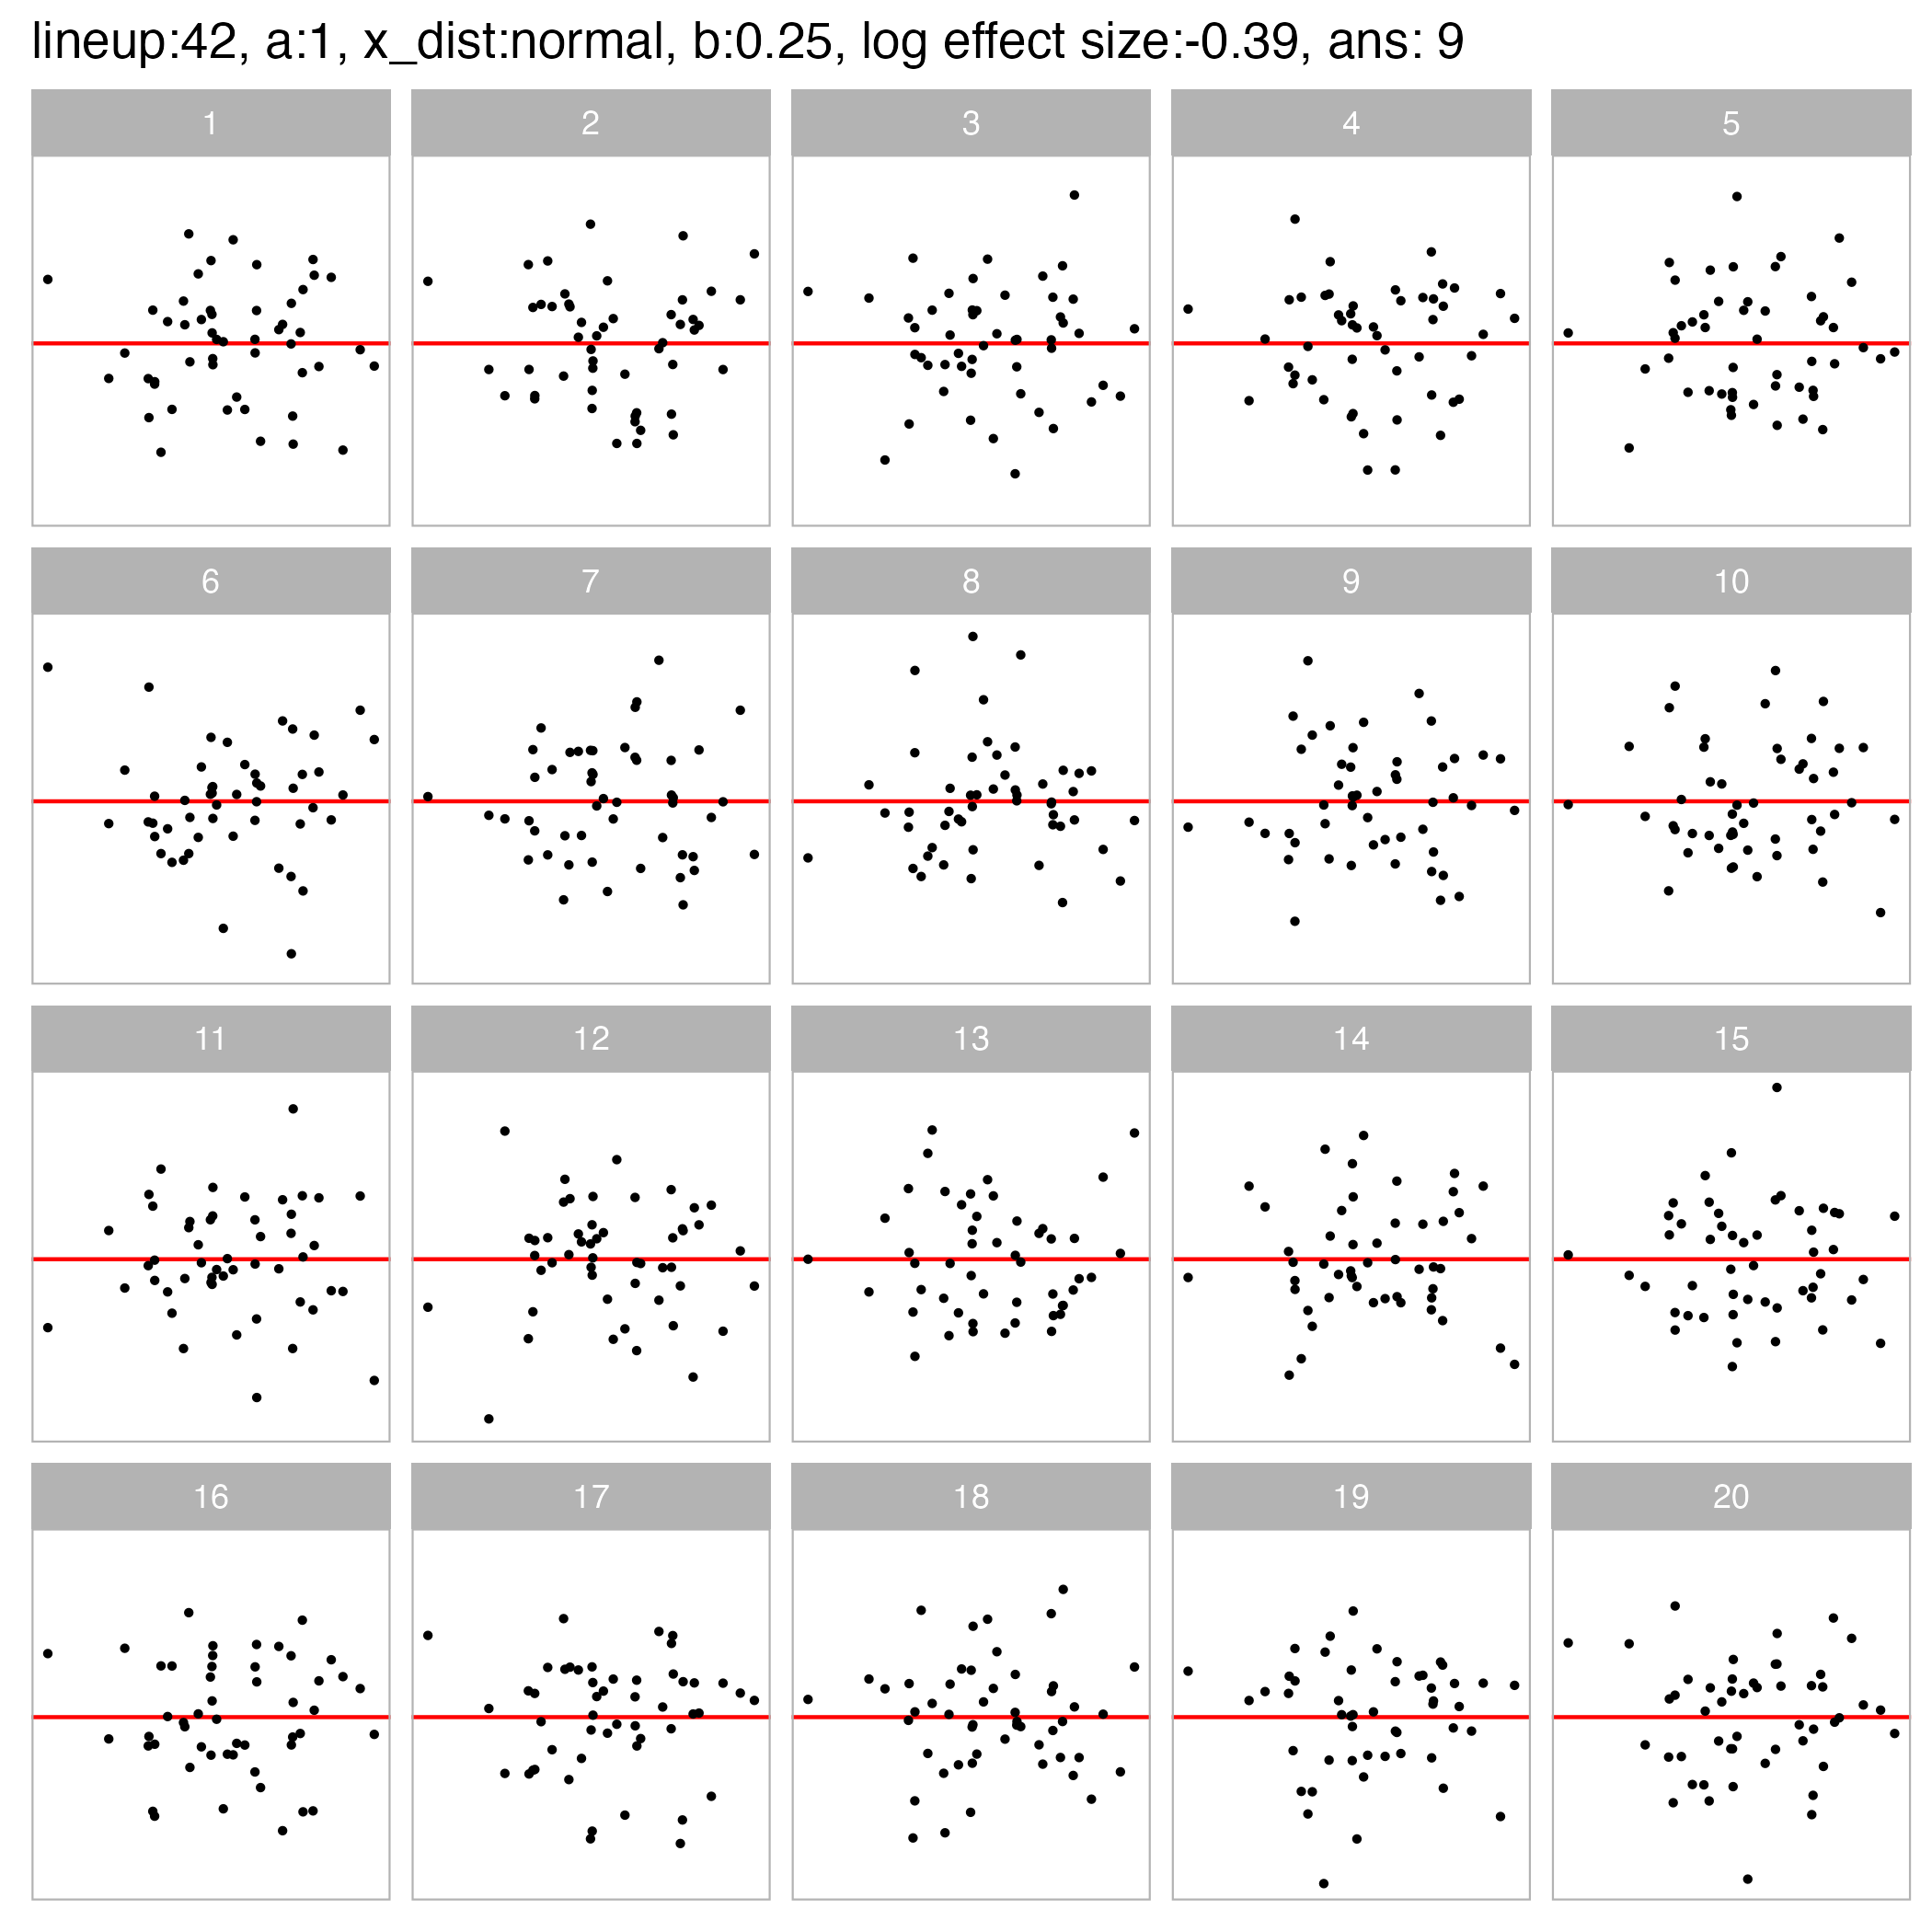 lineup:42, a:1, x_dist:normal, b:0.25, log effect size:-0.39, ans: 9
1 2 3 4 5
6 7 8 9 10
11 12 13 14 15
16 17 18 19 20